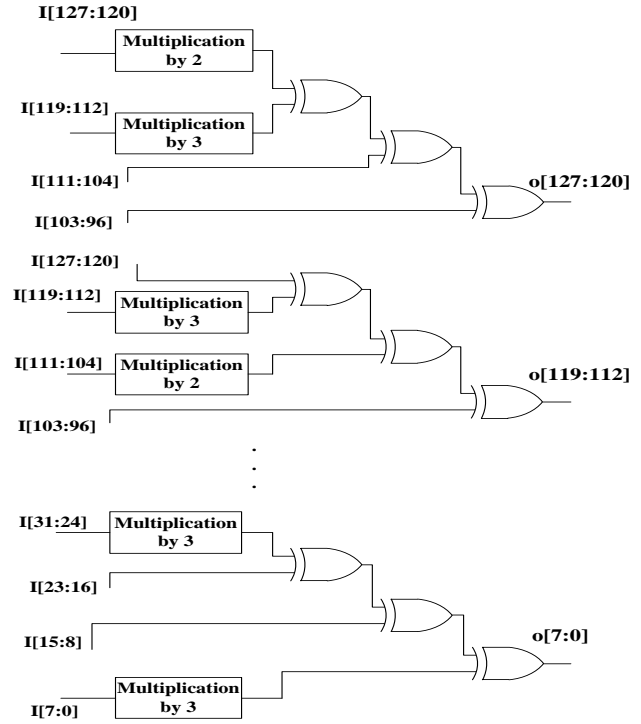 I[127:120]
Multiplication
by 2
I[119:112]
Multiplication
by 3
I[111:104]
o[127:120]
I[103:96]
I[127:120]
I[119:112]
Multiplication
by 3
I[111:104]
Multiplication
by 2
o[119:112]
I[103:96]
I[31:24]
Multiplication
by 3
I[23:16]
I[15:8]
o[7:0]
I[7:0]
Multiplication
by 3